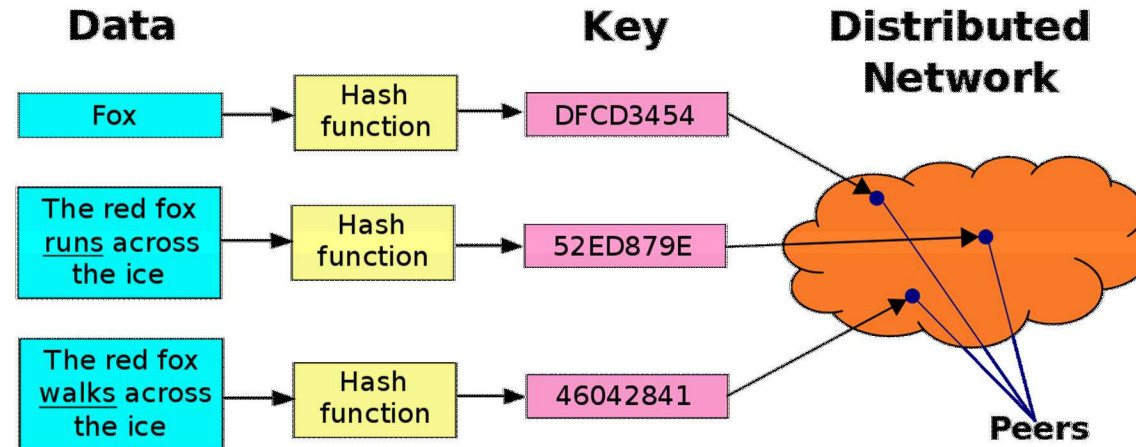 Data
Key
Distributed
Network
Fox
Hash
function
DFCD3454
The red fox
runs across
the ice
Hash
function
52ED879E
The red fox
walks across
the ice
Hash
function
46042841
Peers